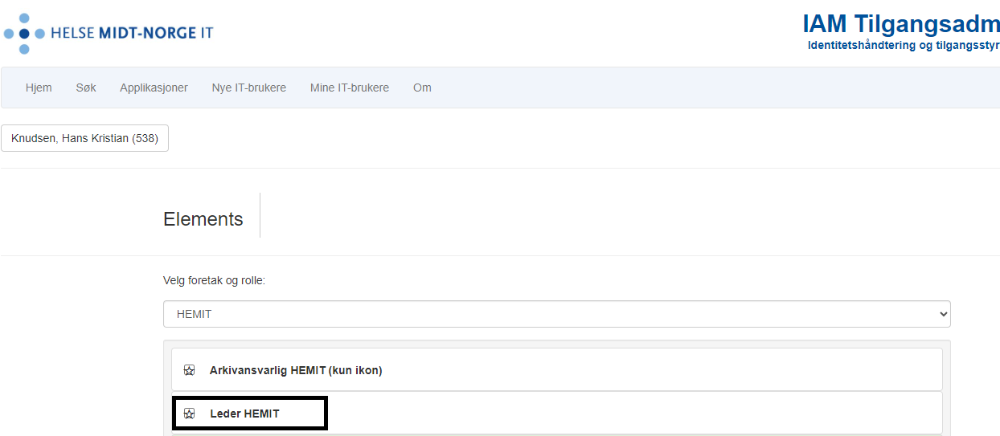 HELSE MIDT-NORGE IT
IAM Tilgangsadm
Identitetshåndtering og tilgangsstyr
Hjem Søk Applikasjoner Nye IT-brukere Mine IT-brukere Om
Knudsen, Hans Kristian (538)
Elements
Velg foretak og rolle:
HEMIT
Arkivansvarlig HEMIT (kun ikon)
Leder HEMIT